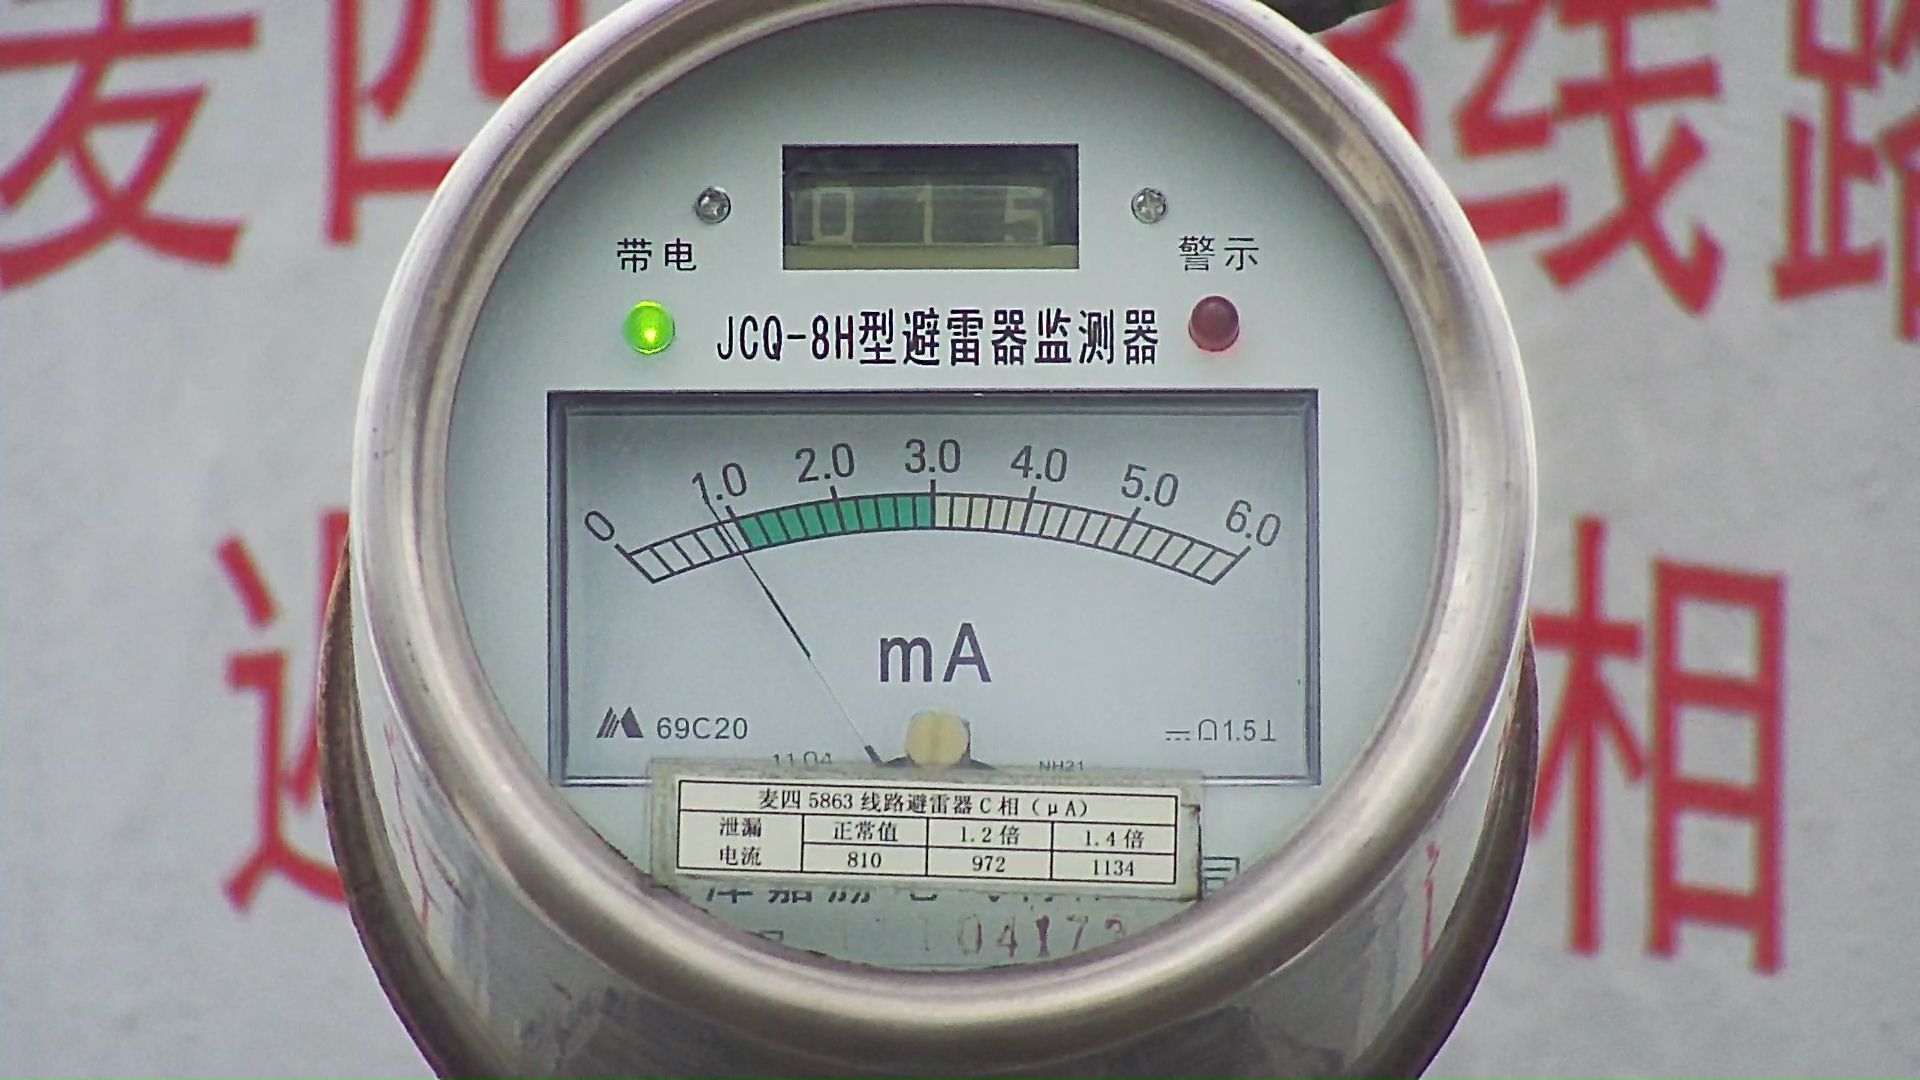 麦四 线路
015
带电 警示
JCQ-8H型避雷器监测器
0 1.0 2.0 3.0 4.0 5.0 6.0
mA
69C20 1.5
NH21
麦四 5863 线路避雷器 C 相（μA）
泄漏电流 正常值 1.2 倍 1.4 倍
810 972 1134
相
04173